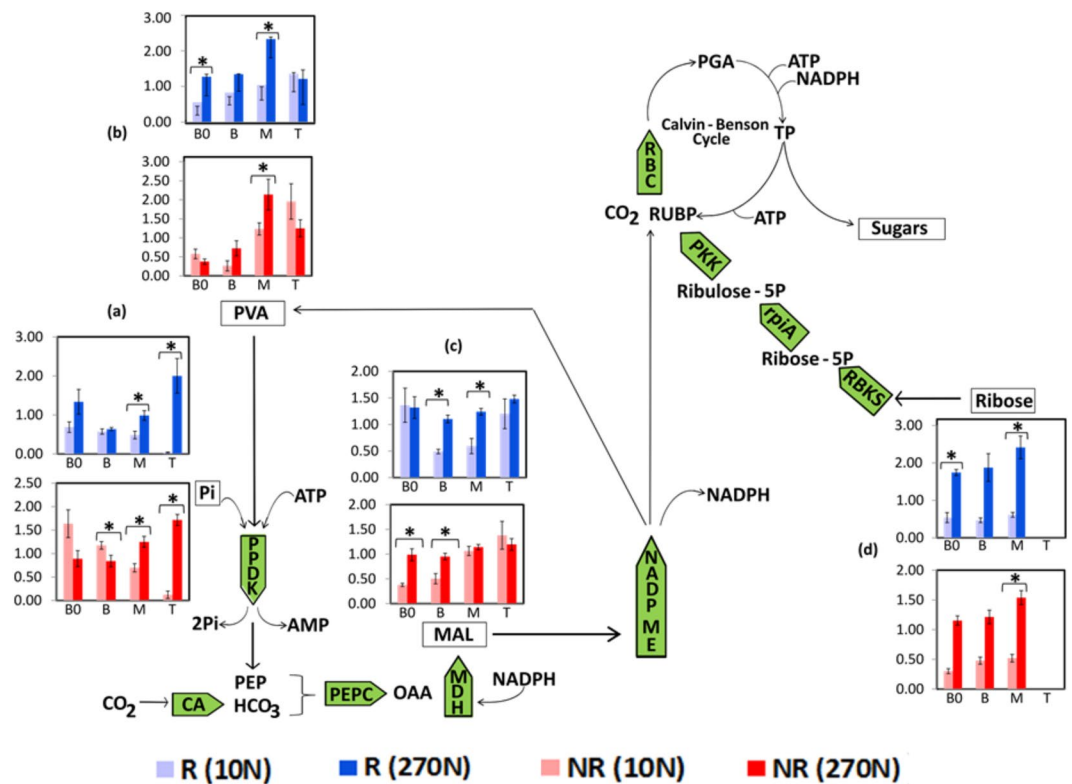 (b)
3.00
2.00
1.00
0.00
*
*
B0 B M T
3.00
2.50
2.00
1.50
1.00
0.50
0.00
*
B0 B M T
PVA
(a)
3.00
2.00
1.00
0.00
*
*
B0 B M T
2.50
2.00
1.50
1.00
0.50
0.00
*
*
*
B0 B M T
Pi
ATP
PPDK
2Pi
AMP
(c)
2.00
1.50
1.00
0.50
0.00
*
*
B0 B M T
2.00
1.50
1.00
0.50
0.00
*
*
B0 B M T
MAL
CO2
CA
PEP
HCO3
PEPC
OAA
MDH
NADPH
NADP ME
NADPH
PGA
ATP
NADPH
Calvin - Benson
Cycle
TP
RBC
CO2 RUBP
ATP
Sugars
PKK
Ribulose - 5P
rpiA
Ribose - 5P
RBKS
Ribose
(d)
3.00
2.00
1.00
0.00
*
*
B0 B M T
2.00
1.50
1.00
0.50
0.00
*
B0 B M T
R (10N) R (270N) NR (10N) NR (270N)